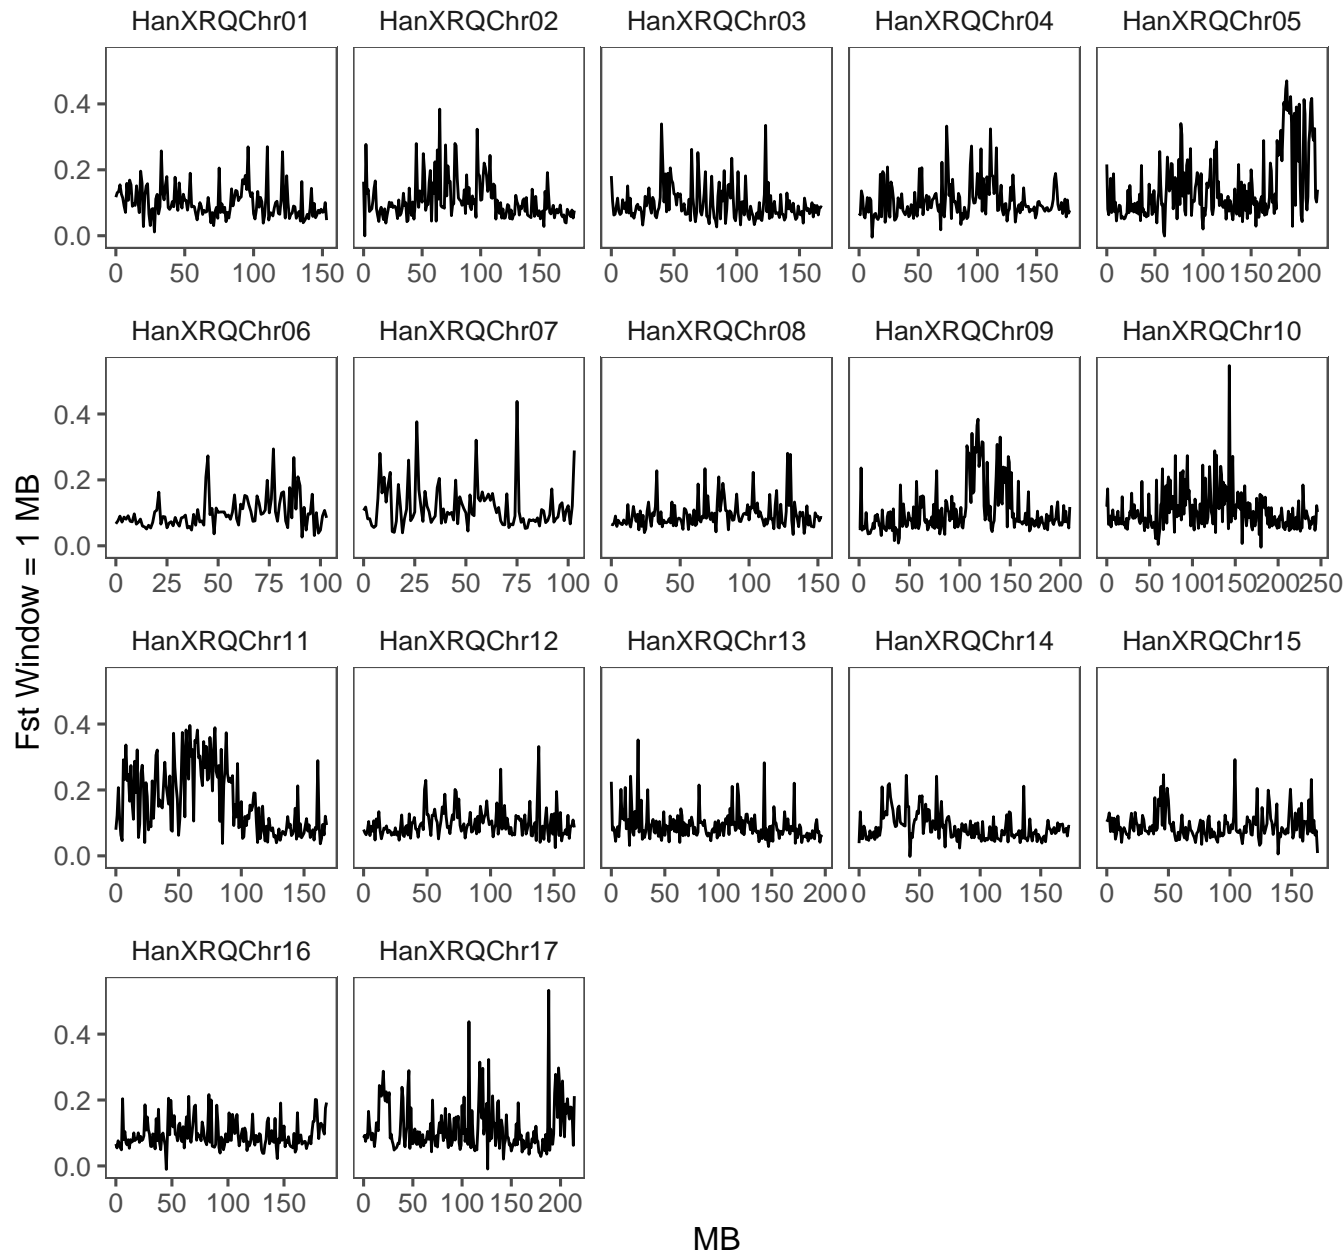 HanXRQChr01 HanXRQChr02 HanXRQChr03 HanXRQChr04 HanXRQChr05
0.4
0.2
0.0
0 50 100 150 0 50 100 150 0 50 100 150 0 50 100 150 0 50 100 150 200
HanXRQChr06 HanXRQChr07 HanXRQChr08 HanXRQChr09 HanXRQChr10
0.4
0.2
0.0
0 25 50 75 100 0 25 50 75 100 0 50 100 150 0 50 100 150 200 0 50 100 150 200 250
Fst Window = 1 MB
HanXRQChr11 HanXRQChr12 HanXRQChr13 HanXRQChr14 HanXRQChr15
0.4
0.2
0.0
0 50 100 150 0 50 100 150 0 50 100 150 200 0 50 100 150 0 50 100 150
HanXRQChr16 HanXRQChr17
0.4
0.2
0.0
0 50 100 150 0 50 100 150 200
MB